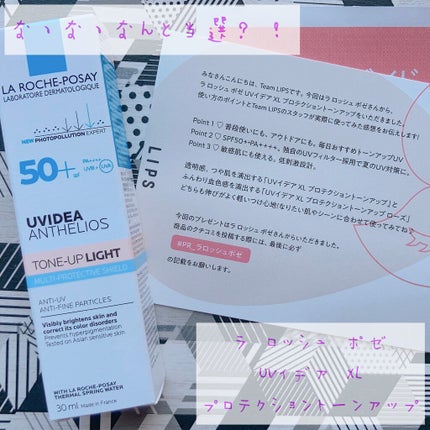 なヽなヽなんと当選？！
LA ROCHE-POSAY
LABORATOIRE DERMATOLOGIQUE
NEW PHOTOPOLLUTION EXPERT
50+
PA++++
UVB + UVA
UVIDEA
ANTHELIOS
TONE-UP LIGHT
MULTI-PROTECTIVE SHIELD
ANTI-UV
ANTI-FINE PARTICLES
Visibly brightens skin and
correct its color disorders
Prevents hyperpigmentation
Tested on Asian sensitive skin
WITH LA ROCHE-POSAY
THERMAL SPRING WATER
30 ml Made in France
LIPS
みなさんこんにちは、Team LIPSです。今回はラ ロッシュ ポゼさんから、
ラ ロッシュ ポゼ UVイデア XL プロテクショントーンアップをいただきました。
使い方のポイントとTeam LIPSのスタッフが実際に使ってみた感想をお伝えします!
Point 1 ♡ 普段使いにも、アウトドアにも。毎日おすすめトーンアップUV
Point 2 ♡ SPF50+・PA++++。独自のUVフィルター採用で夏のUV対策に。
Point 3 ♡ 敏感肌にも使える。低刺激設計。
透明感、つや感を演出する「UVイデア XL プロテクショントーンアップ」と
ふんわり血色感を演出する「UVイデア XL プロテクショントーンアップ ローズ」
どちらも伸びがよく軽いつけ心地!なりたい肌やシーンに合わせて使ってみてね♡
今回のプレゼントはラ ロッシュ ポゼさんからいただきました。
商品のクチコミを投稿する際には、最後に必ず
#PR_ラロッシュポゼ
の記載をお願いします。
ラ ロッシュ ポゼ
UVイデア XL
プロテクショントーンアップ